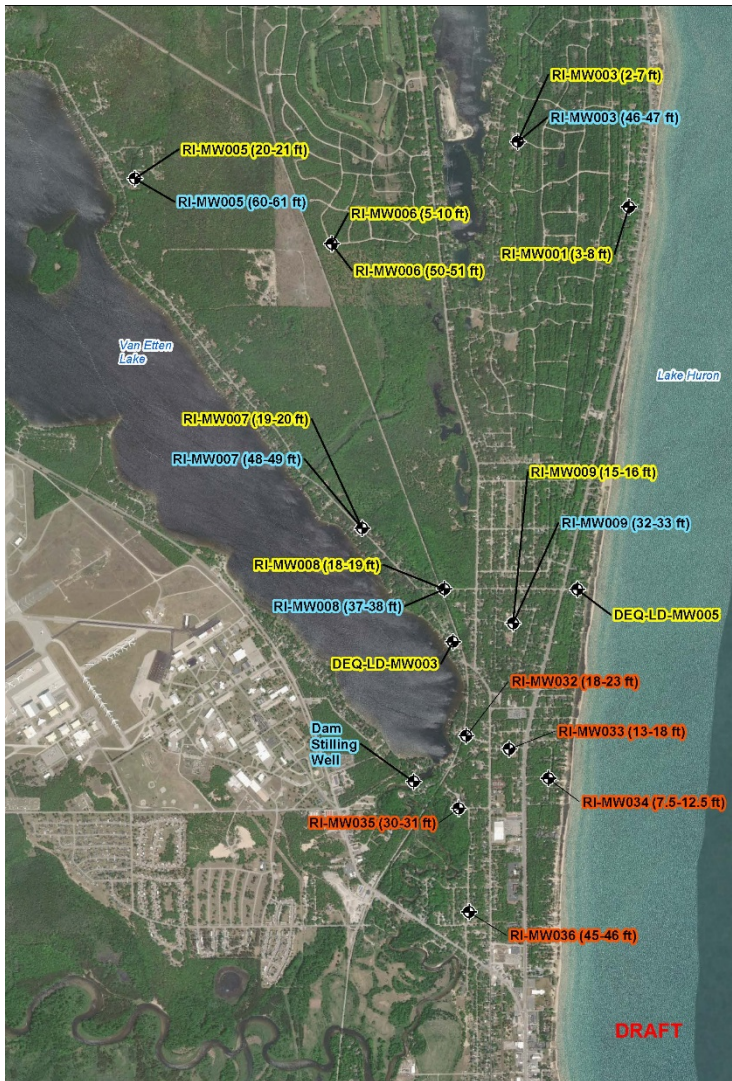 RI-MW003 (2-7 ft)
RI-MW003 (46-47 ft)
RI-MW005 (20-21 ft)
RI-MW005 (60-61 ft)
RI-MW006 (5-10 ft)
RI-MW001 (3-8 ft)
RI-MW006 (50-51 ft)
Van Etten
Lake
Lake Huron
RI-MW007 (19-20 ft)
RI-MW007 (48-49 ft)
RI-MW009 (15-16 ft)
RI-MW009 (32-33 ft)
RI-MW008 (18-19 ft)
RI-MW008 (37-38 ft)
DEQ-LD-MW005
DEQ-LD-MW003
RI-MW032 (18-23 ft)
Dam
Stilling
Well
RI-MW033 (13-18 ft)
RI-MW034 (7.5-12.5 ft)
RI-MW035 (30-31 ft)
RI-MW036 (45-46 ft)
DRAFT